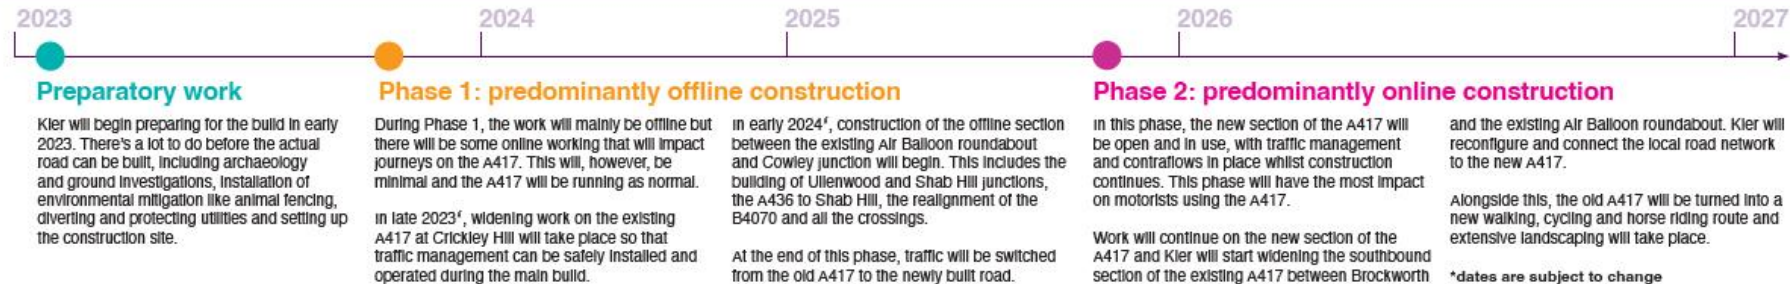 2023
2024
2025
2026
2027
Preparatory work
Kier will begin preparing for the build in early
2023. There's a lot to do before the actual
road can be built, including archaeology
and ground investigations, installation of
environmental mitigation like animal fencing,
diverting and protecting utilities and setting up
the construction site.
Phase 1: predominantly offline construction
During Phase 1, the work will mainly be offline but
there will be some online working that will impact
journeys on the A417. This will, however, be
minimal and the A417 will be running as normal.
In late 2023*, widening work on the existing
A417 at Crickley Hill will take place so that
traffic management can be safely installed and
operated during the main build.
In early 2024*, construction of the offline section
between the existing Air Balloon roundabout
and Cowley junction will begin. This includes the
building of Ullenwood and Shab Hill junctions,
the A436 to Shab Hill, the realignment of the
B4070 and all the crossings.
At the end of this phase, traffic will be switched
from the old A417 to the newly built road.
Phase 2: predominantly online construction
In this phase, the new section of the A417 will
be open and in use, with traffic management
and contraflows in place whilst construction
continues. This phase will have the most impact
on motorists using the A417.
Work will continue on the new section of the
A417 and Kier will start widening the southbound
section of the existing A417 between Brockworth
and the existing Air Balloon roundabout. Kier will
reconfigure and connect the local road network
to the new A417.
Alongside this, the old A417 will be turned into a
new walking, cycling and horse riding route and
extensive landscaping will take place.
*dates are subject to change